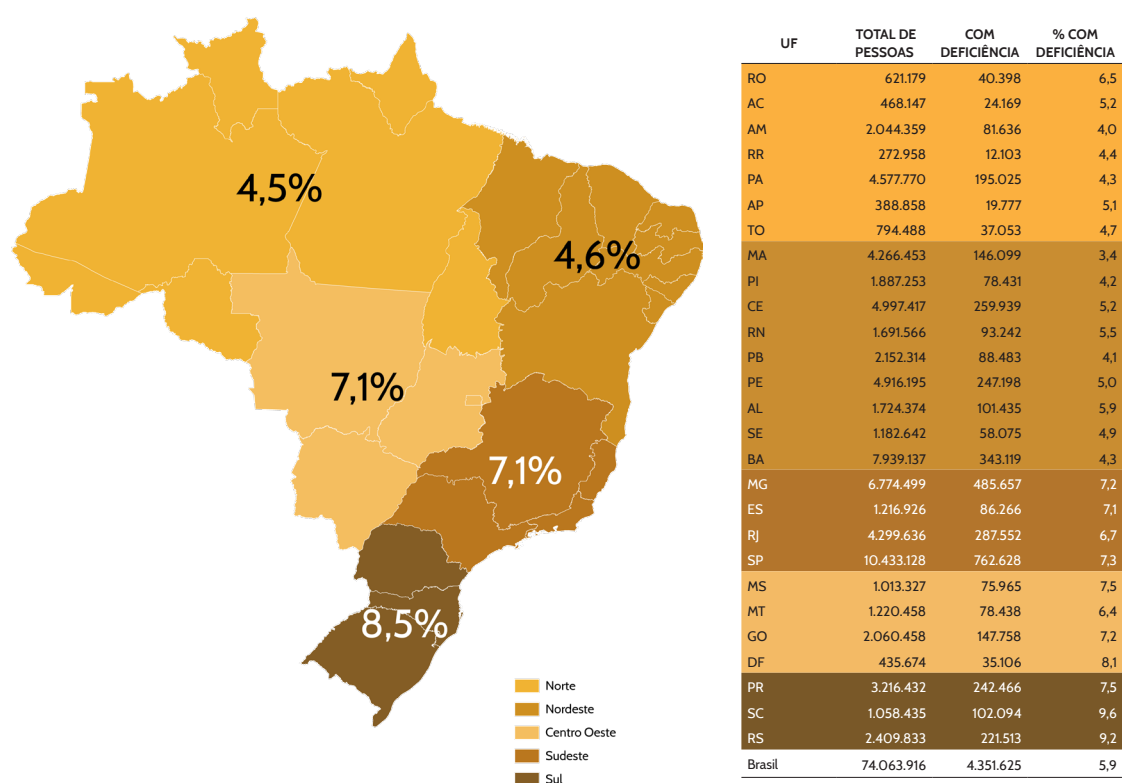 4,5%
4,6%
7,1%
7,1%
8,5%
Norte
Nordeste
Centro Oeste
Sudeste
Sul
UF TOTAL DE PESSOAS COM DEFICIÊNCIA % COM DEFICIÊNCIA
RO 621.179 40.398 6,5
AC 468.147 24.169 5,2
AM 2.044.359 81.636 4,0
RR 272.958 12.103 4,4
PA 4.577.770 195.025 4,3
AP 388.858 19.777 5,1
TO 794.488 37.053 4,7
MA 4.266.453 146.099 3,4
PI 1.887.253 78.431 4,2
CE 4.997.417 259.939 5,2
RN 1.691.566 93.242 5,5
PB 2.152.314 88.483 4,1
PE 4.916.195 247.198 5,0
AL 1.724.374 101.435 5,9
SE 1.182.642 58.075 4,9
BA 7.939.137 343.119 4,3
MG 6.774.499 485.657 7,2
ES 1.216.926 86.266 7,1
RJ 4.299.636 287.552 6,7
SP 10.433.128 762.628 7,3
MS 1.013.327 75.965 7,5
MT 1.220.458 78.438 6,4
GO 2.060.458 147.758 7,2
DF 435.674 35.106 8,1
PR 3.216.432 242.466 7,5
SC 1.058.435 102.094 9,6
RS 2.409.833 221.513 9,2
Brasil 74.063.916 4.351.625 5,9